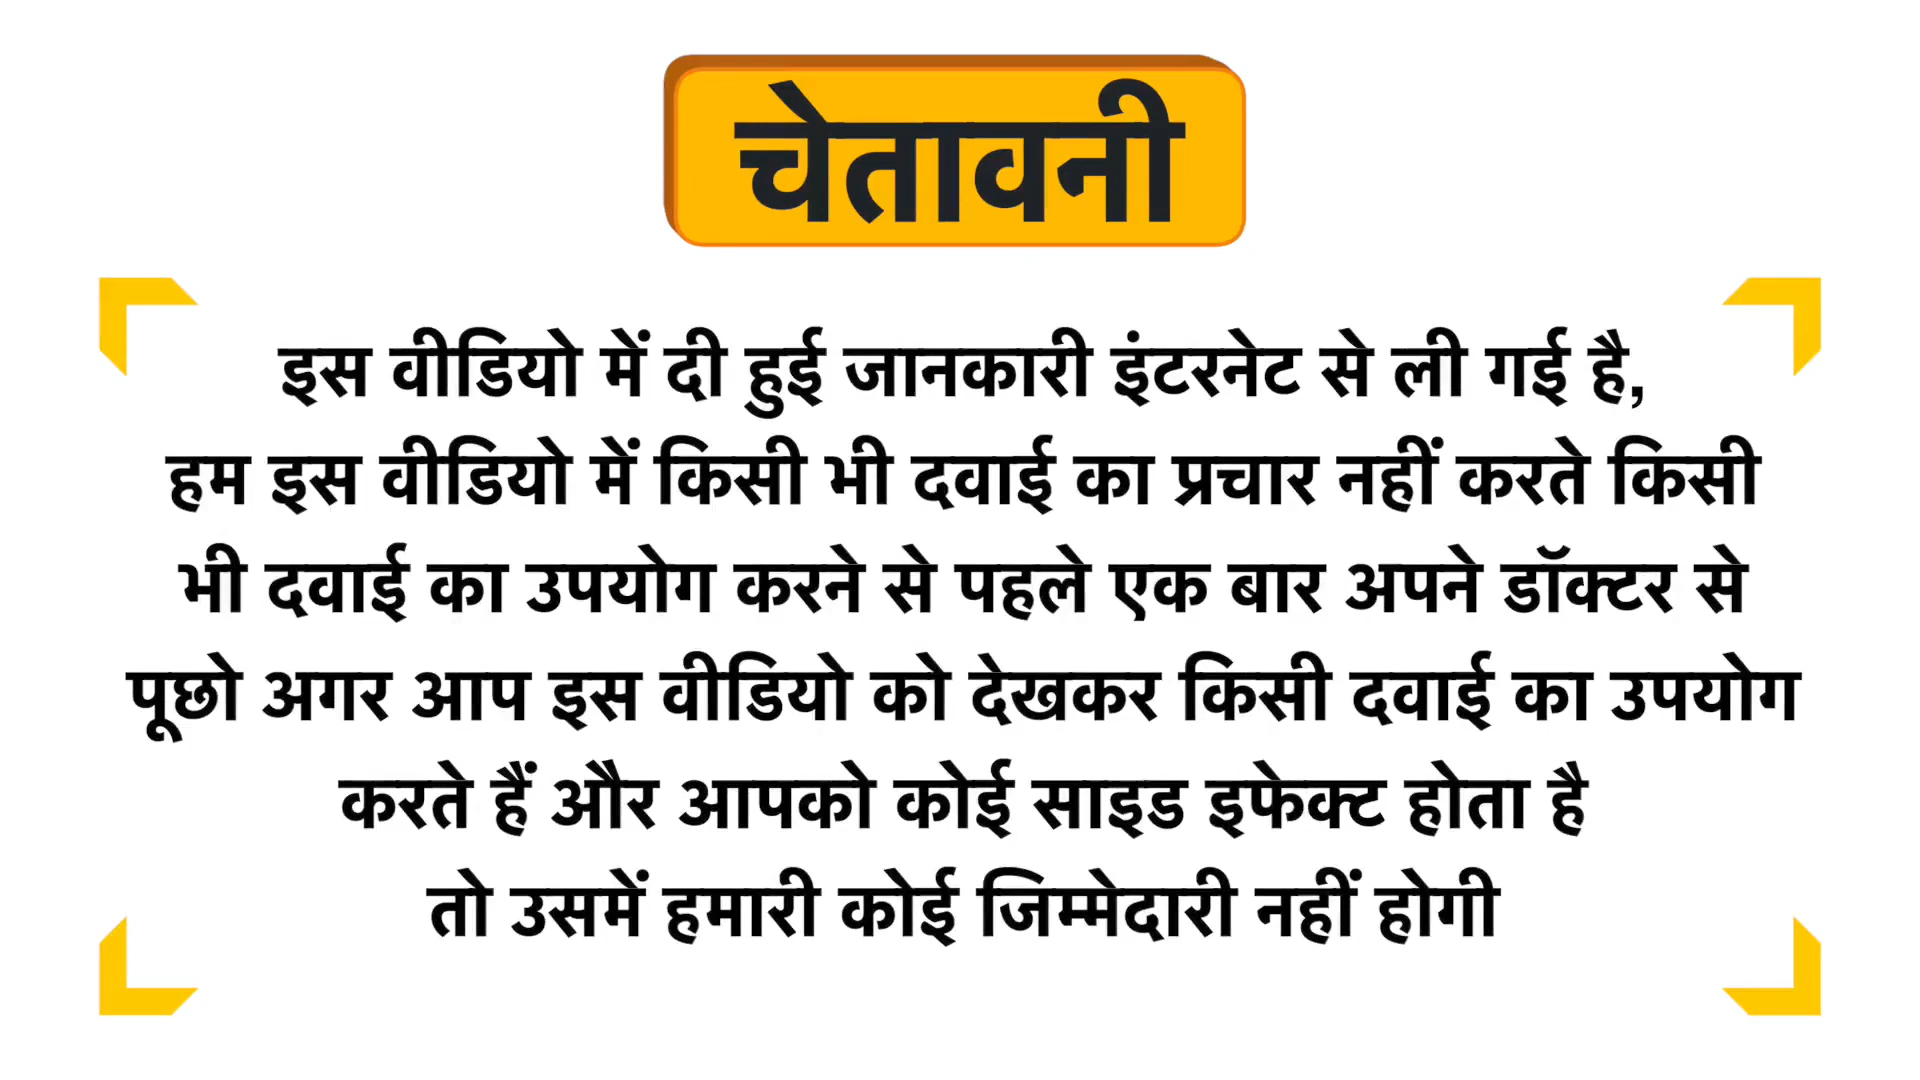 चेतावनी
इस वीडियो में दी हुई जानकारी इंटरनेट से ली गई है,
हम इस वीडियो में किसी भी दवाई का प्रचार नहीं करते किसी
भी दवाई का उपयोग करने से पहले एक बार अपने डॉक्टर से
पूछो अगर आप इस वीडियो को देखकर किसी दवाई का उपयोग
करते हैं और आपको कोई साइड इफेक्ट होता है
तो उसमें हमारी कोई जिम्मेदारी नहीं होगी